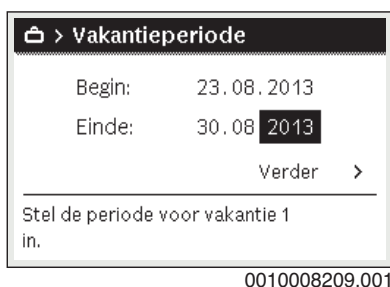 > Vakantieperiode
Begin: 23.08.2013
Einde: 30.08 2013
Verder >
Stel de periode voor vakantie 1
in.
0010008209.001